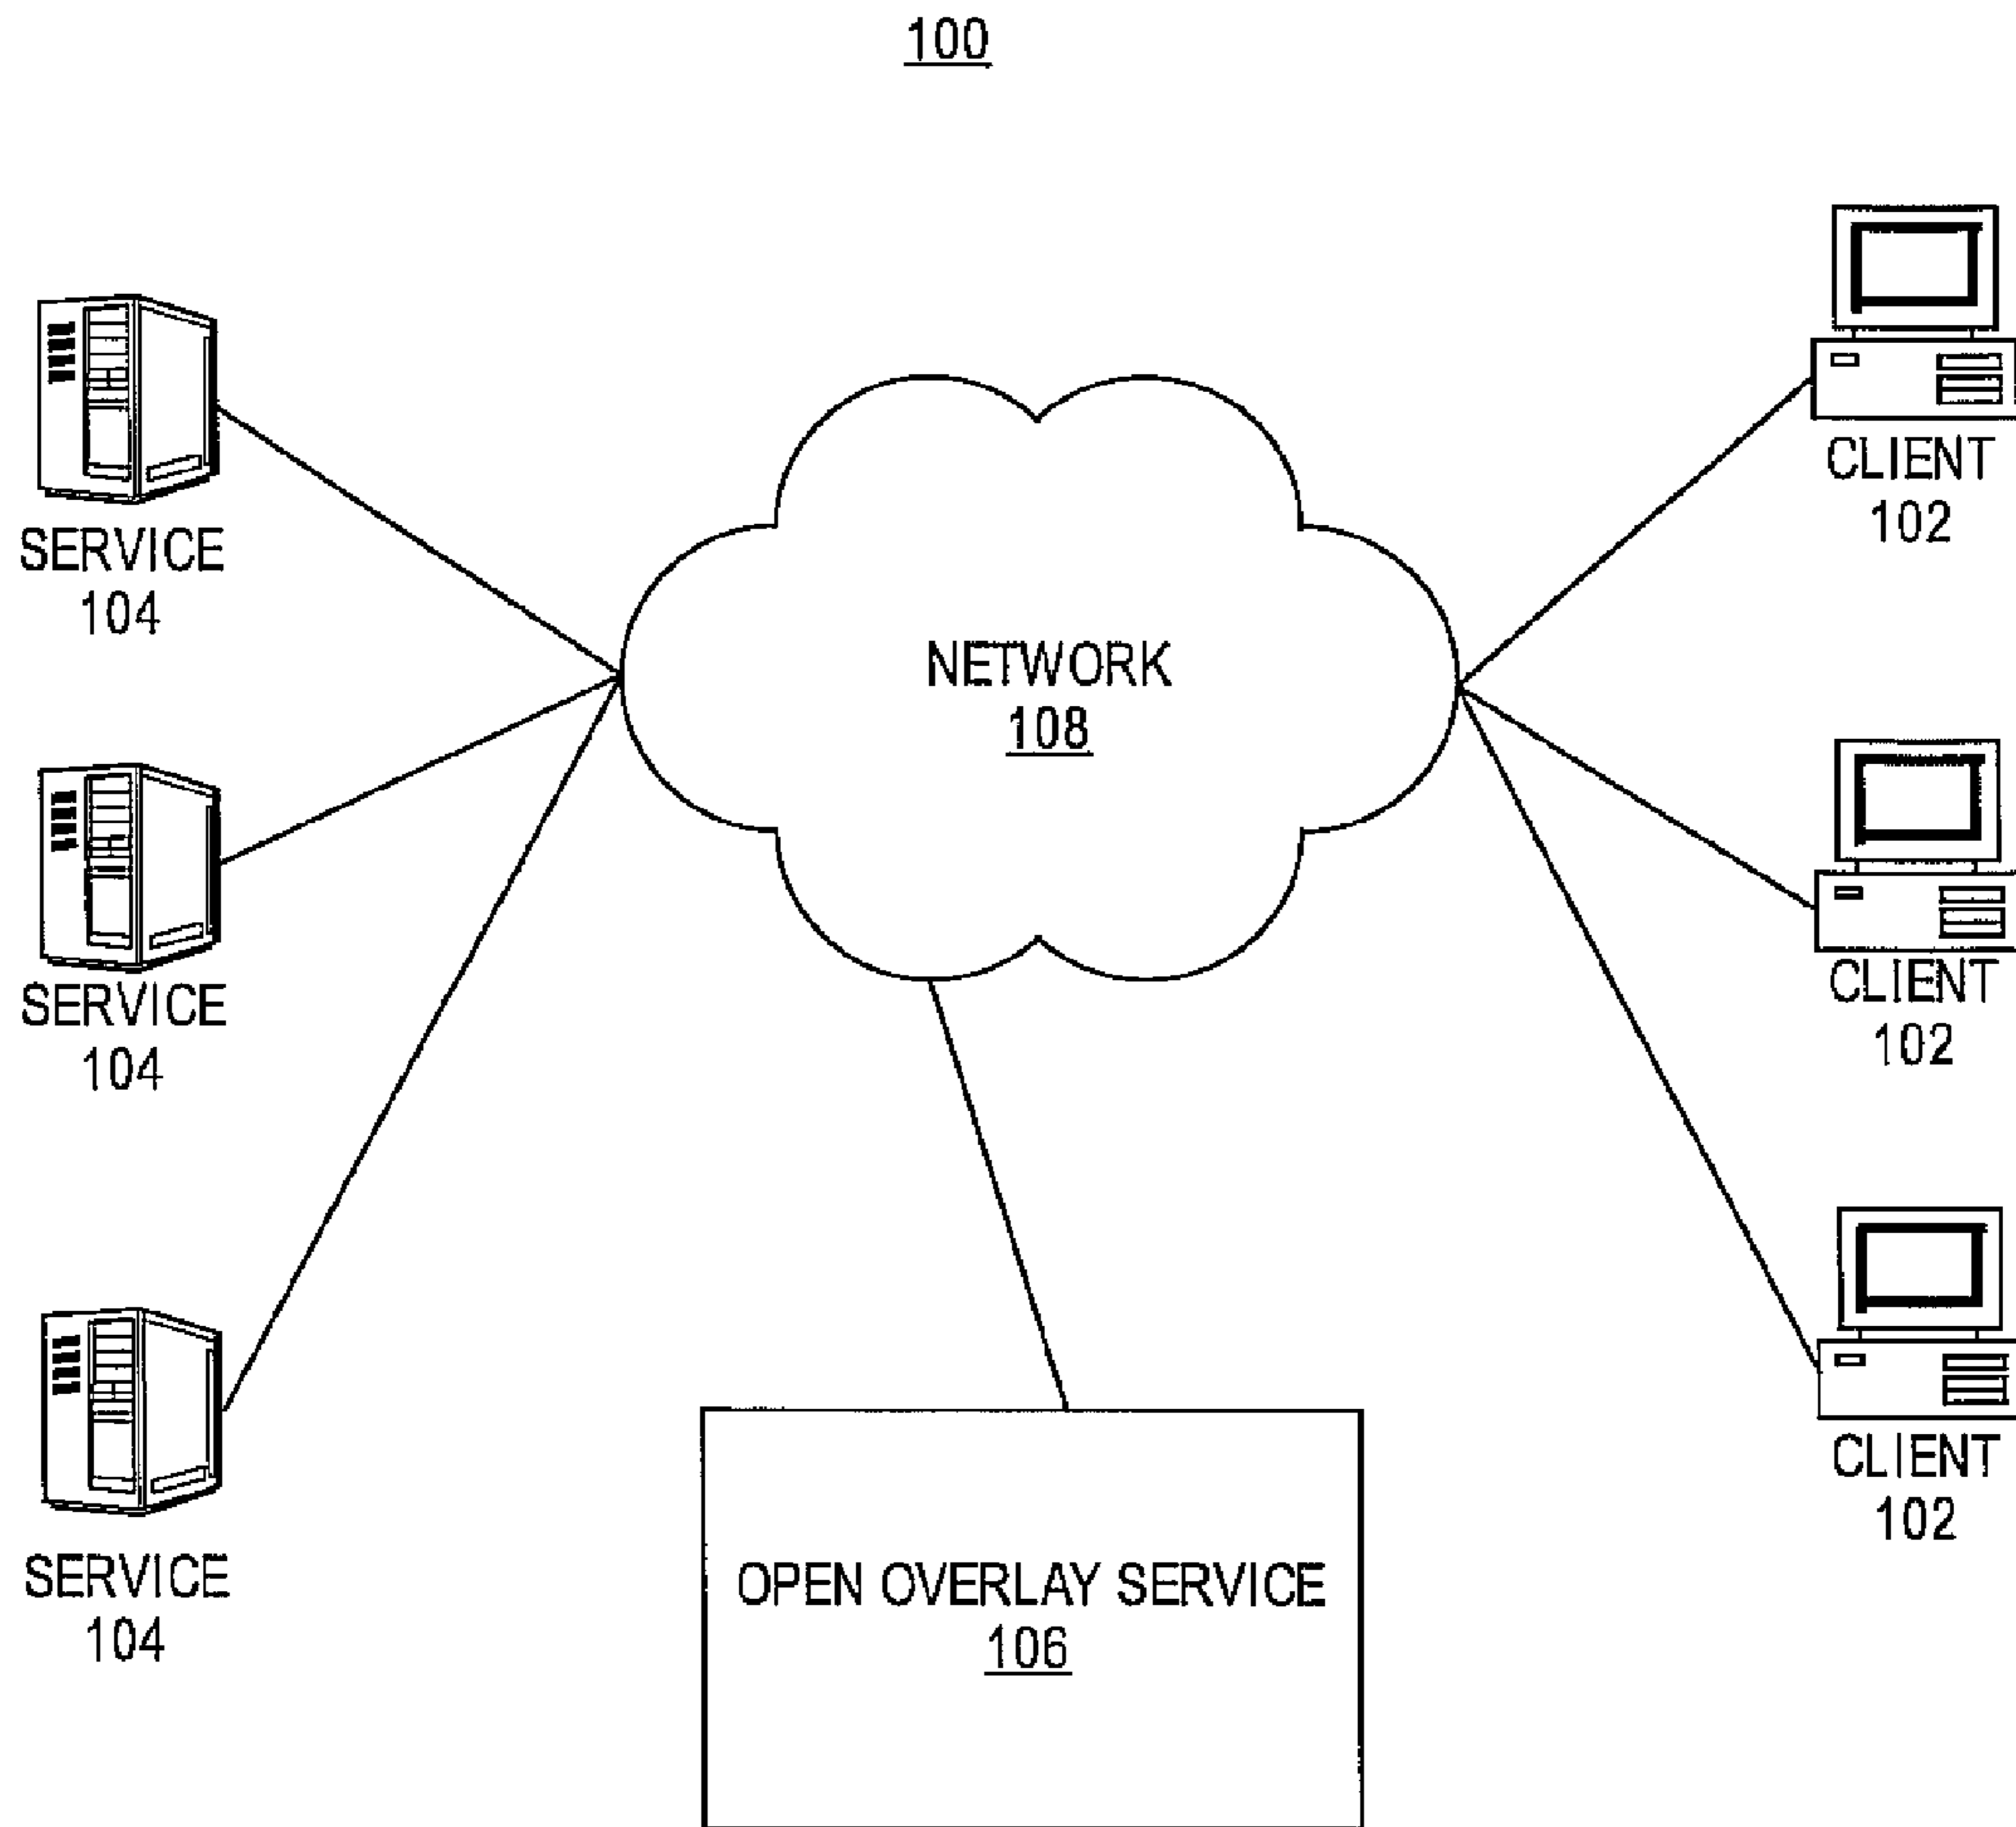 100
SERVICE
104
SERVICE
104
SERVICE
104
NETWORK
108
OPEN OVERLAY SERVICE
106
CLIENT
102
CLIENT
102
CLIENT
102